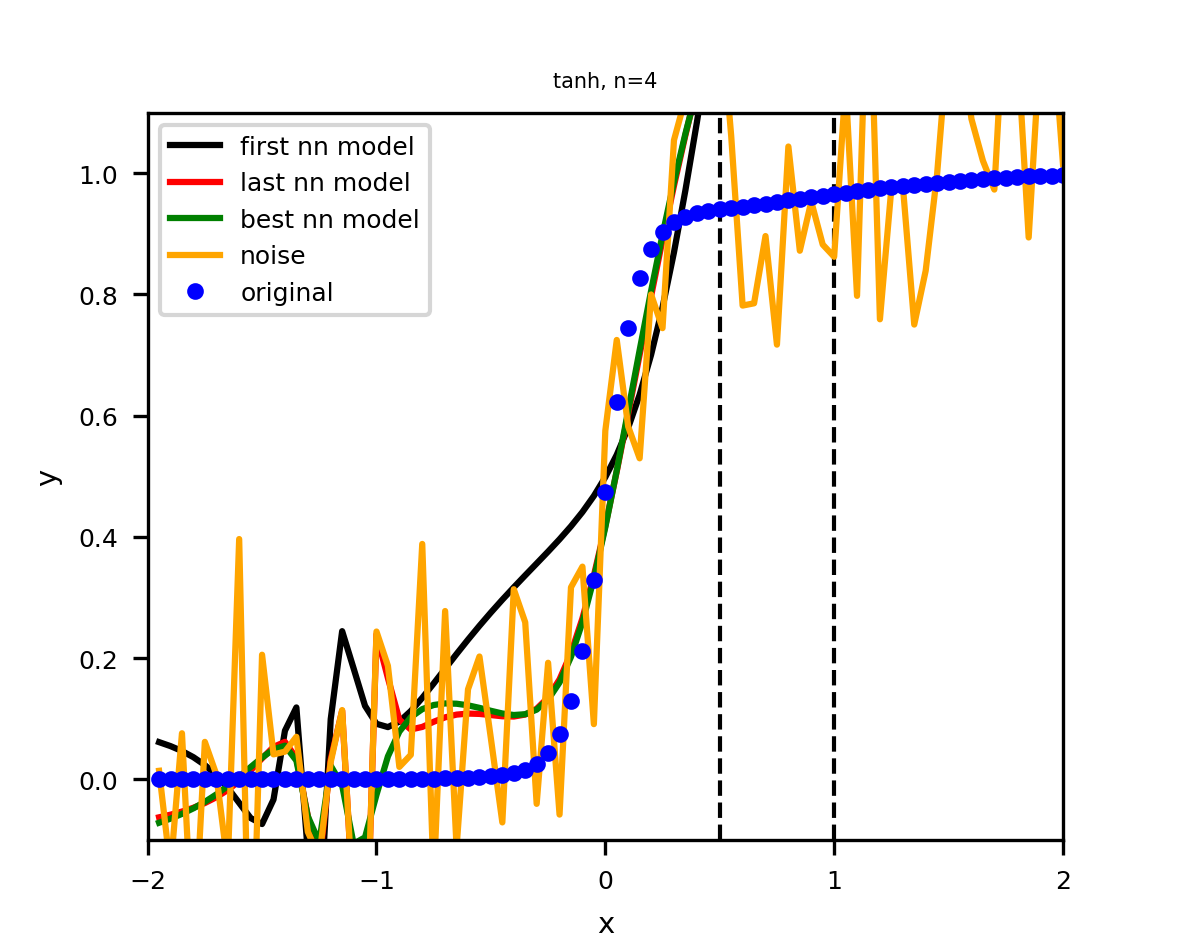 tanh, n=4
first nn model
last nn model
best nn model
noise
original
1.0
0.8
0.6
0.4
0.2
0.0
y
−2
−1
0
1
2
x